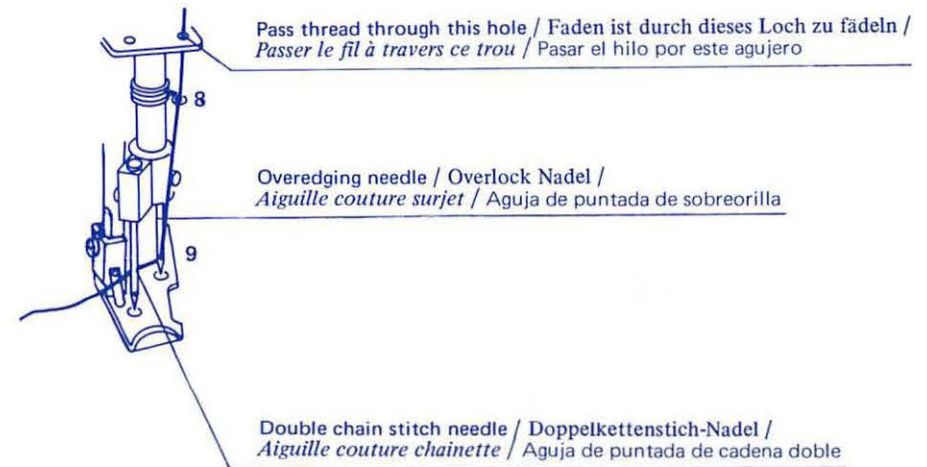 Pass thread through this hole / Faden ist durch dieses Loch zu fädeln /
Passer le fil à travers ce trou / Pasar el hilo por este agujero
8
Overedging needle / Overlock Nadel /
Aiguille couture surjet / Aguja de puntada de sobreorilla
9
Double chain stitch needle / Doppelkettenstich-Nadel /
Aiguille couture chainette / Aguja de puntada de cadena doble